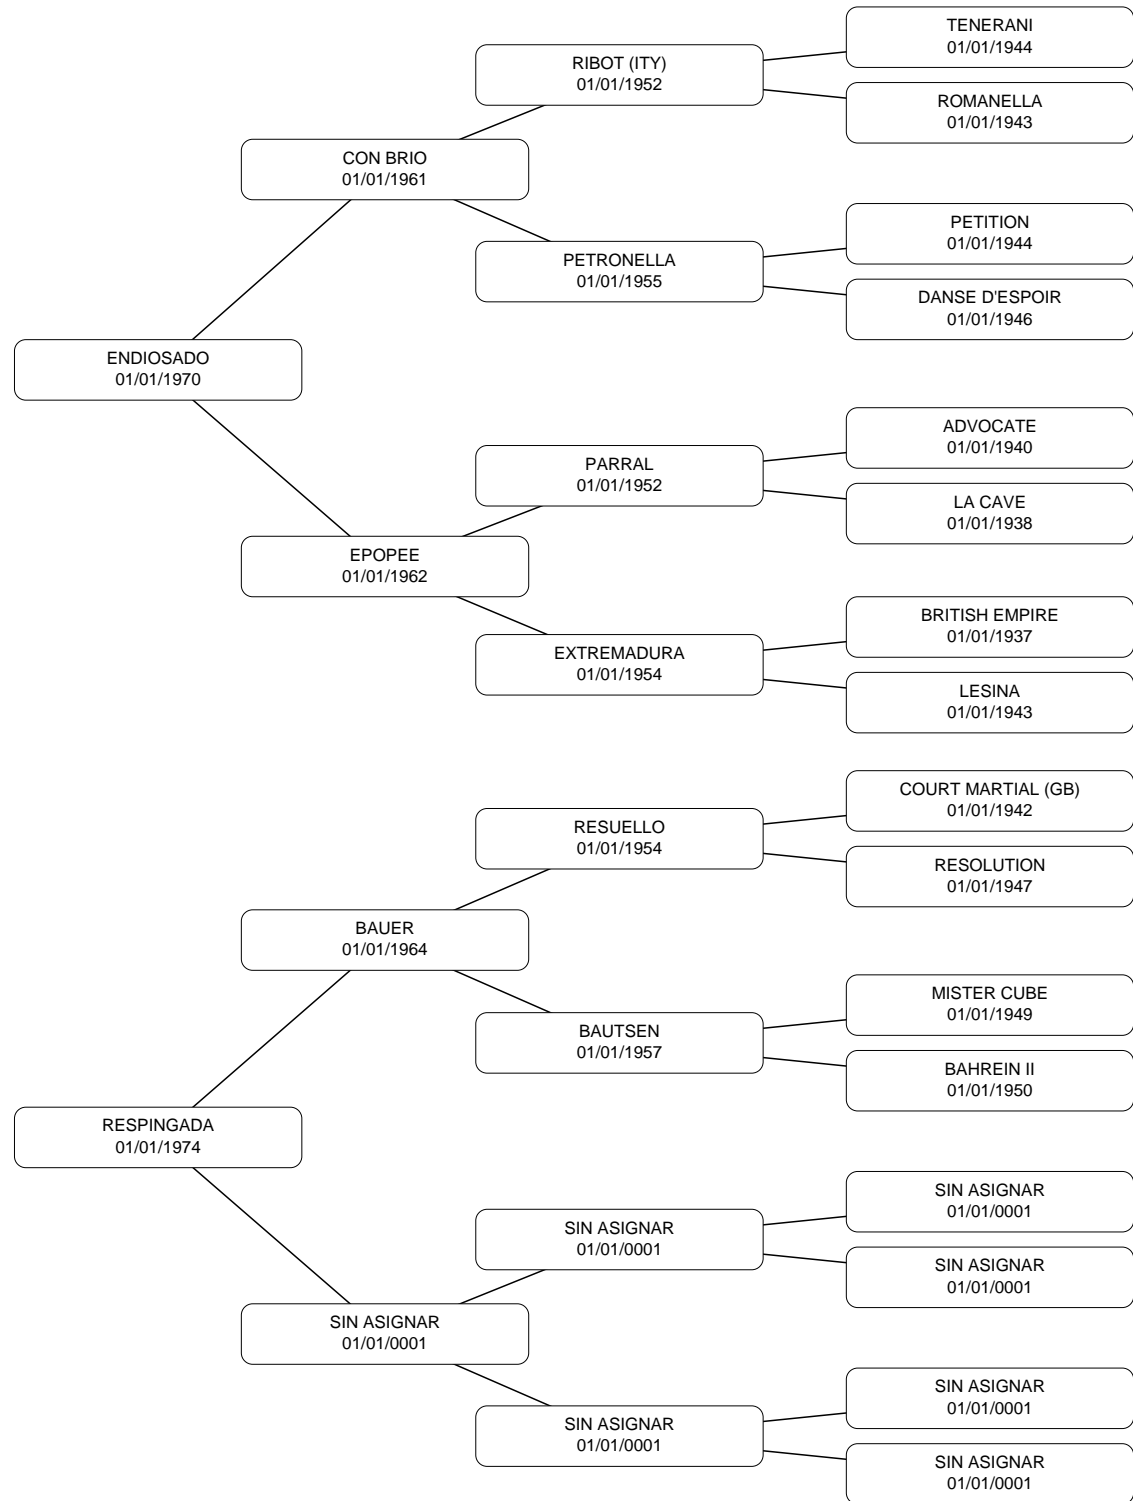 TENERANI
01/01/1944
RIBOT (ITY)
01/01/1952
ROMANELLA
01/01/1943
CON BRIO
01/01/1961
PETITION
01/01/1944
PETRONELLA
01/01/1955
DANSE D'ESPOIR
01/01/1946
ENDIOSADO
01/01/1970
ADVOCATE
01/01/1940
PARRAL
01/01/1952
LA CAVE
01/01/1938
EPOPEE
01/01/1962
BRITISH EMPIRE
01/01/1937
EXTREMADURA
01/01/1954
LESINA
01/01/1943
COURT MARTIAL (GB)
01/01/1942
RESUELLO
01/01/1954
RESOLUTION
01/01/1947
BAUER
01/01/1964
MISTER CUBE
01/01/1949
BAUTSEN
01/01/1957
BAHREIN II
01/01/1950
RESPINGADA
01/01/1974
SIN ASIGNAR
01/01/0001
SIN ASIGNAR
01/01/0001
SIN ASIGNAR
01/01/0001
SIN ASIGNAR
01/01/0001
SIN ASIGNAR
01/01/0001
SIN ASIGNAR
01/01/0001
SIN ASIGNAR
01/01/0001